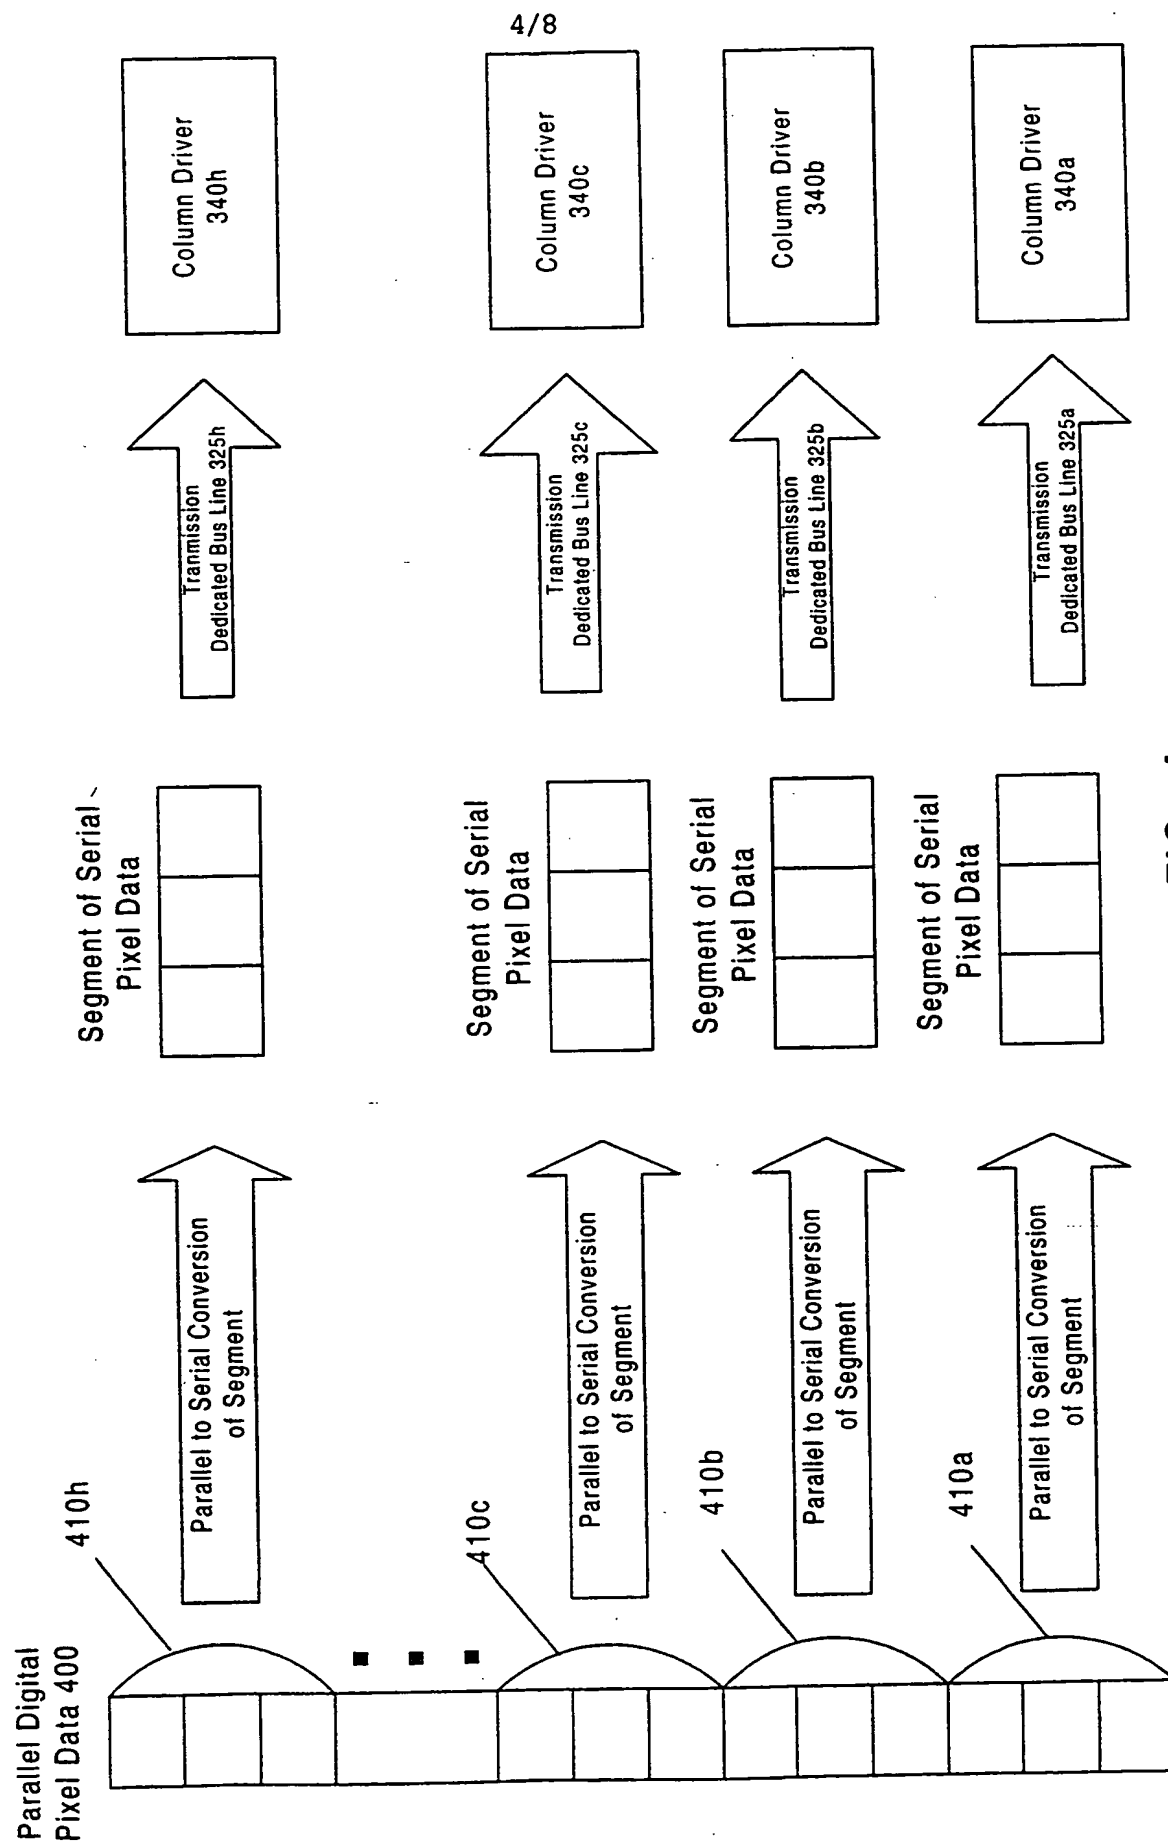 4/8
Parallel Digital
Pixel Data 400
410h
Parallel to Serial Conversion
of Segment
Segment of Serial
Pixel Data
Tranmission
Dedicated Bus Line 325h
Column Driver
340h
410c
Parallel to Serial Conversion
of Segment
Segment of Serial
Pixel Data
Transmission
Dedicated Bus Line 325c
Column Driver
340c
410b
Parallel to Serial Conversion
of Segment
Segment of Serial
Pixel Data
Transmission
Dedicated Bus Line 325b
Column Driver
340b
410a
Parallel to Serial Conversion
of Segment
Segment of Serial
Pixel Data
Transmission
Dedicated Bus Line 325a
Column Driver
340a